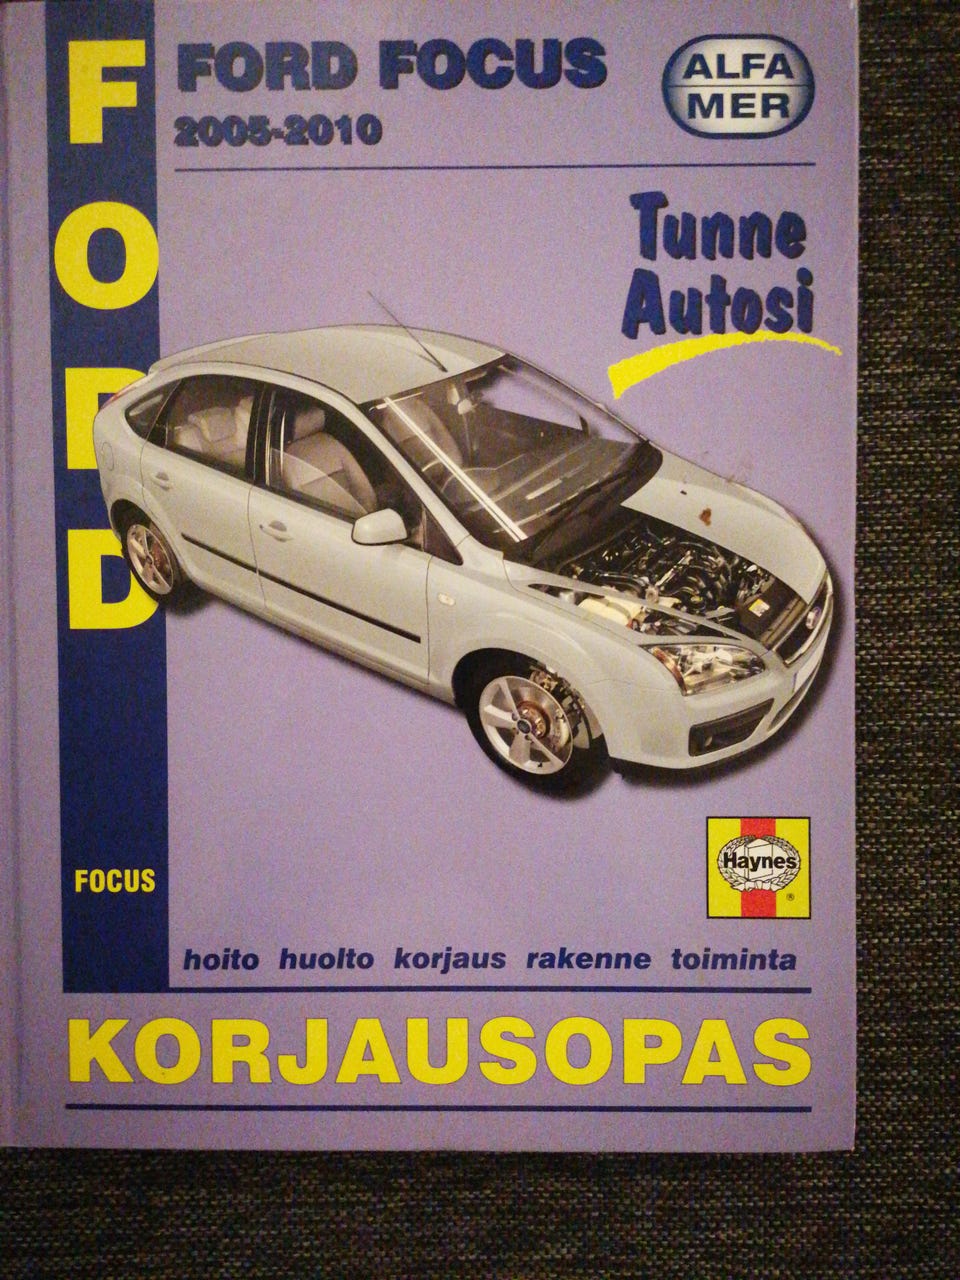 FORD
FORD FOCUS
2005-2010
ALFA
MER
Tunne
Autosi
Haynes
®
FOCUS
hoito huolto korjaus rakenne toiminta
KORJAUSOPAS